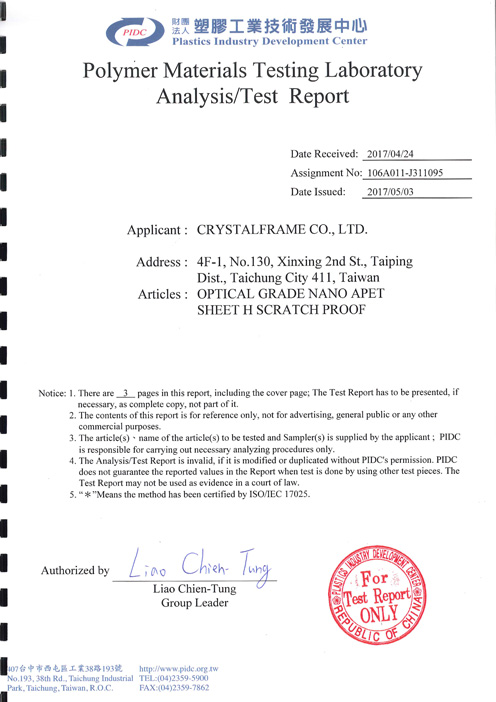 PIDC
財團法人 塑膠工業技術發展中心
Plastics Industry Development Center
Polymer Materials Testing Laboratory
Analysis/Test Report
Date Received: 2017/04/24
Assignment No: 106A011-J311095
Date Issued: 2017/05/03
Applicant : CRYSTALFRAME CO., LTD.
Address : 4F-1, No.130, Xinxing 2nd St., Taiping
Dist., Taichung City 411, Taiwan
Articles : OPTICAL GRADE NANO APET
SHEET H SCRATCH PROOF
Notice: 1. There are 3 pages in this report, including the cover page; The Test Report has to be presented, if
necessary, as complete copy, not part of it.
2. The contents of this report is for reference only, not for advertising, general public or any other
commercial purposes.
3. The article(s)、name of the article(s) to be tested and Sampler(s) is supplied by the applicant； PIDC
is responsible for carrying out necessary analyzing procedures only.
4. The Analysis/Test Report is invalid, if it is modified or duplicated without PIDC's permission. PIDC
does not guarantee the reported values in the Report when test is done by using other test pieces. The
Test Report may not be used as evidence in a court of law.
5. “＊”Means the method has been certified by ISO/IEC 17025.
Authorized by Liao Chien-Tung
Liao Chien-Tung
Group Leader
PLASTICS INDUSTRY DEVELOPMENT CENTER
For
Test Report
ONLY
REPUBLIC OF CHINA
407台中市西屯區工業38路193號 http://www.pidc.org.tw
No.193, 38th Rd., Taichung Industrial TEL:(04)2359-5900
Park, Taichung, Taiwan, R.O.C. FAX:(04)2359-7862